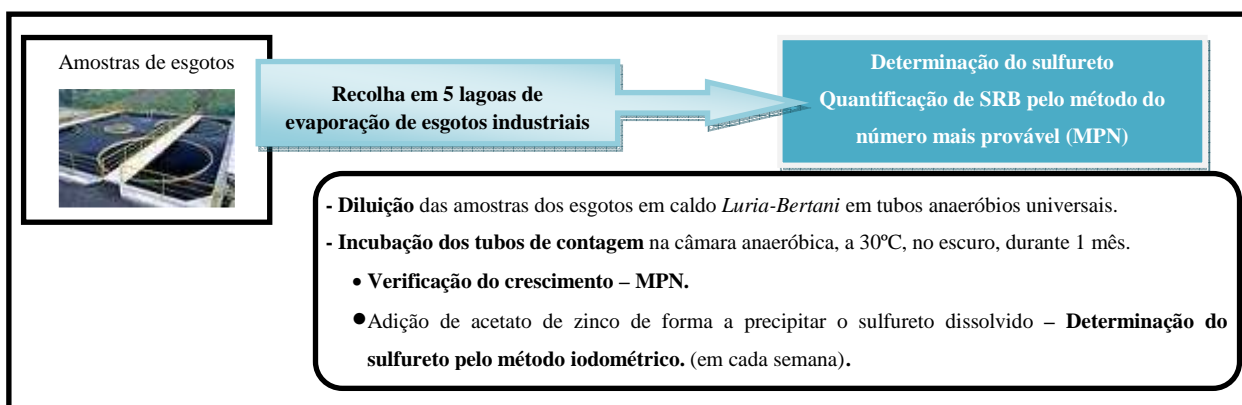 Amostras de esgotos
Recolha em 5 lagoas de
evaporação de esgotos industriais
Determinação do sulfureto
Quantificação de SRB pelo método do
número mais provável (MPN)
- Diluição das amostras dos esgotos em caldo Luria-Bertani em tubos anaeróbios universais.
- Incubação dos tubos de contagem na câmara anaeróbica, a 30ºC, no escuro, durante 1 mês.
• Verificação do crescimento – MPN.
•Adição de acetato de zinco de forma a precipitar o sulfureto dissolvido – Determinação do
sulfureto pelo método iodométrico. (em cada semana).